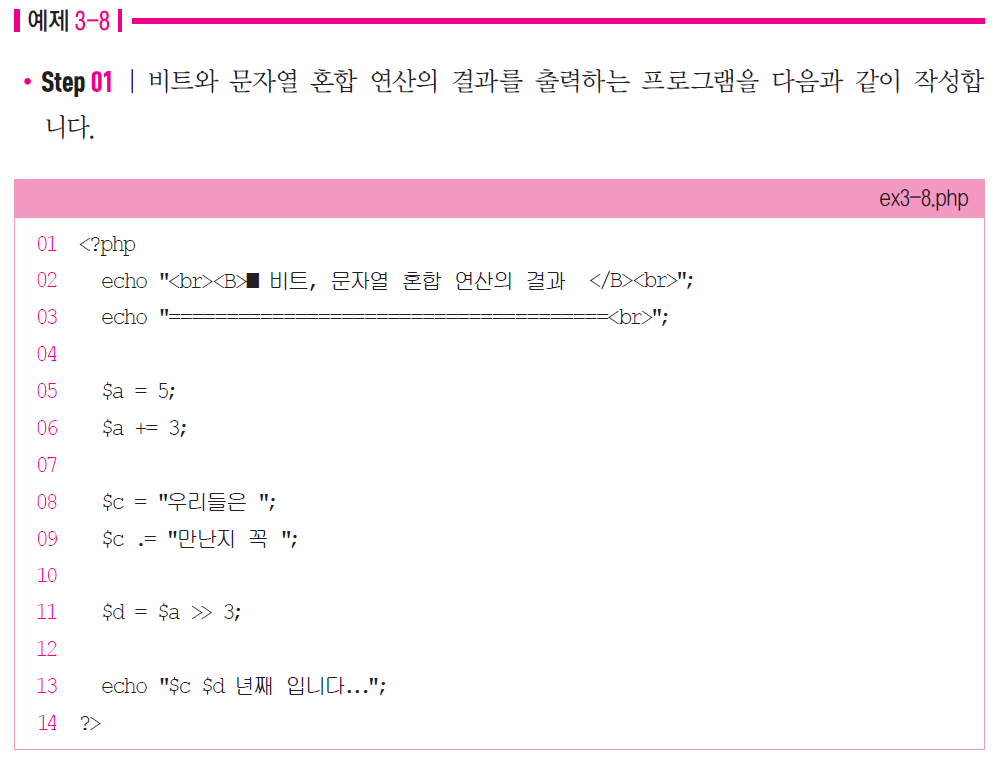 예제 3-8
• Step 01 | 비트와 문자열 혼합 연산의 결과를 출력하는 프로그램을 다음과 같이 작성합
니다.
ex3-8.php
01 <?php
02 echo "<br><B>■ 비트, 문자열 혼합 연산의 결과 </B><br>";
03 echo "======================================<br>";
04
05 $a = 5;
06 $a += 3;
07
08 $c = "우리들은 ";
09 $c .= "만난지 꼭 ";
10
11 $d = $a >> 3;
12
13 echo "$c $d 년째 입니다...";
14 ?>